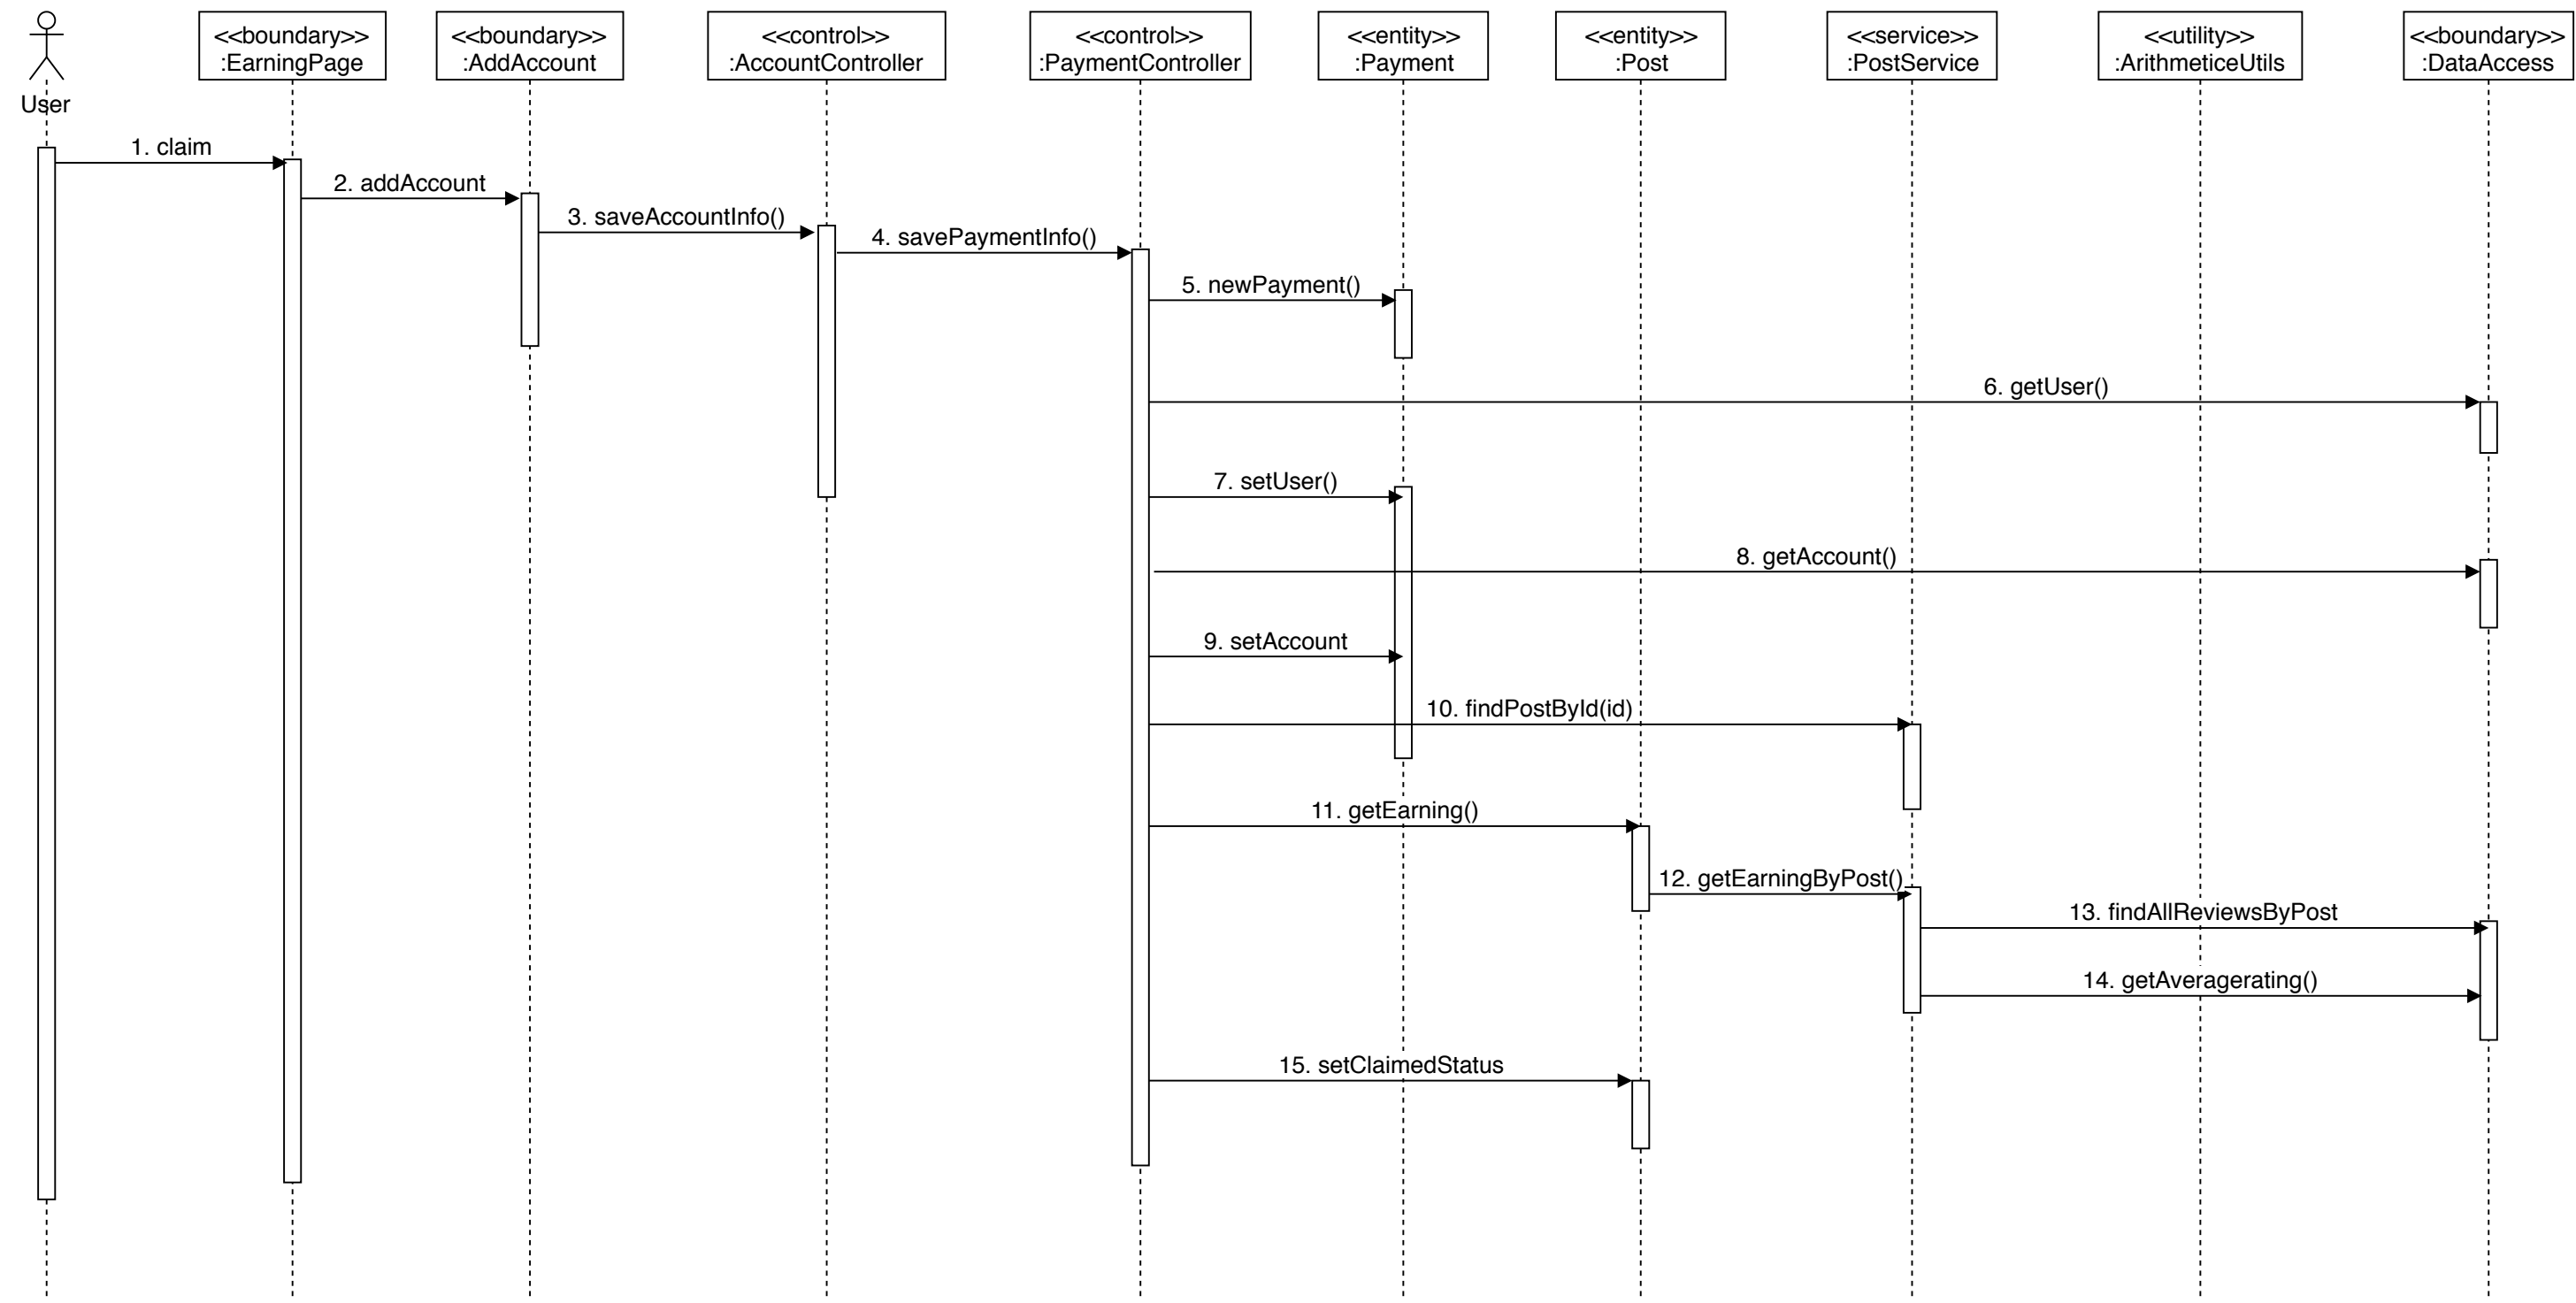 <<boundary>>
:EarningPage
<<boundary>>
:AddAccount
<<control>>
:AccountController
<<control>>
:PaymentController
<<entity>>
:Payment
<<entity>>
:Post
<<service>>
:PostService
<<utility>>
:ArithmeticeUtils
<<boundary>>
:DataAccess
User
1. claim
2. addAccount
3. saveAccountInfo()
4. savePaymentInfo()
5. newPayment()
6. getUser()
7. setUser()
8. getAccount()
9. setAccount
10. findPostById(id)
11. getEarning()
12. getEarningByPost()
13. findAllReviewsByPost
14. getAveragerating()
15. setClaimedStatus